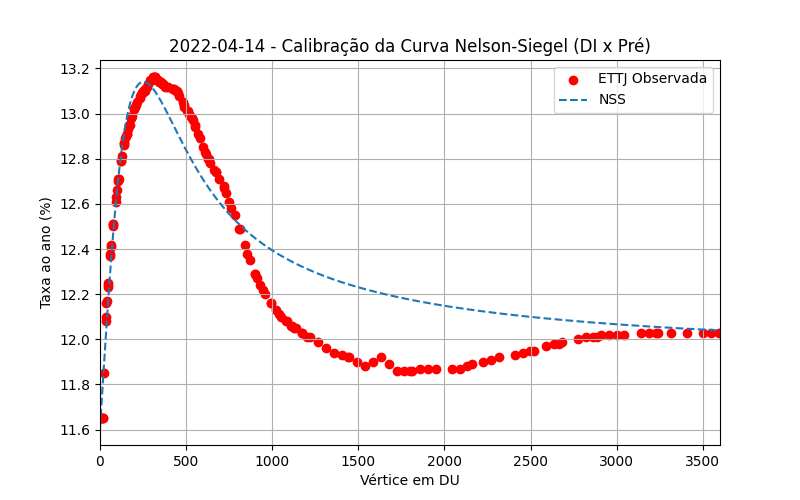 2022-04-14 - Calibração da Curva Nelson-Siegel (DI x Pré)
ETTJ Observada
NSS
Taxa ao ano (%)
13.2
13.0
12.8
12.6
12.4
12.2
12.0
11.8
11.6
0 500 1000 1500 2000 2500 3000 3500
Vértice em DU